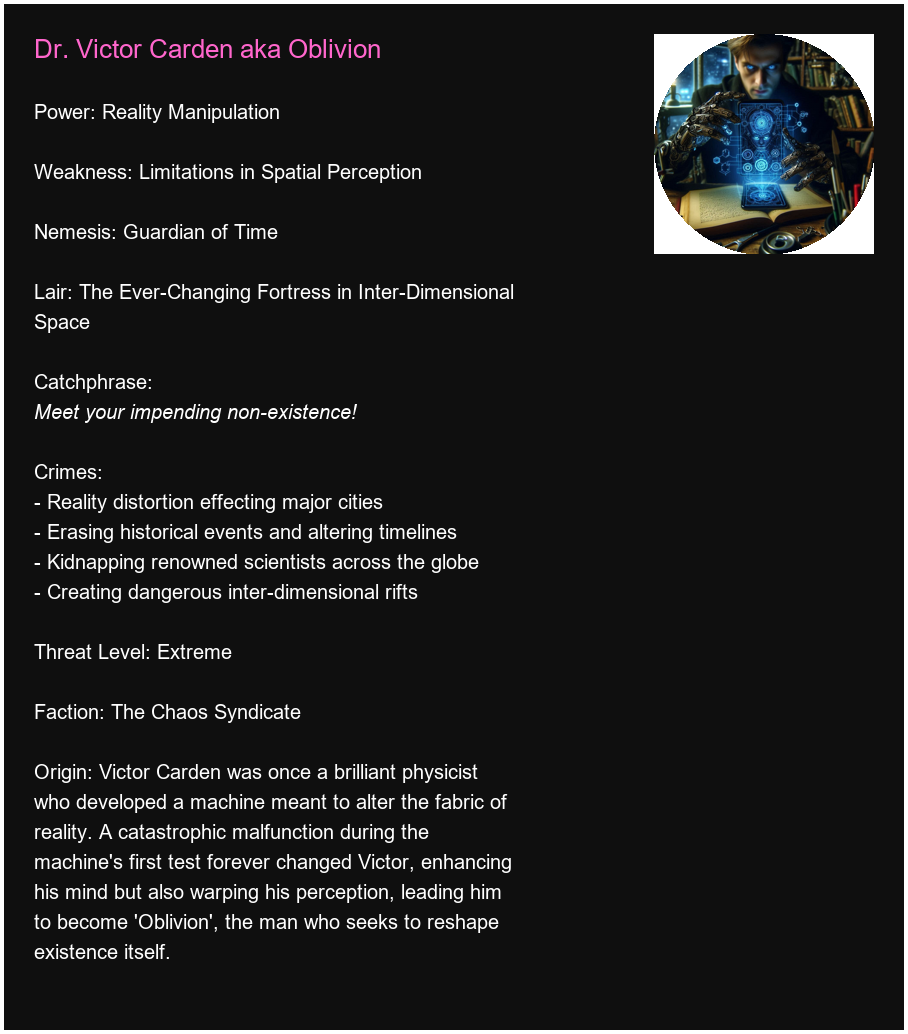 Dr. Victor Carden aka Oblivion
Power: Reality Manipulation
Weakness: Limitations in Spatial Perception
Nemesis: Guardian of Time
Lair: The Ever-Changing Fortress in Inter-Dimensional
Space
Catchphrase:
Meet your impending non-existence!
Crimes:
- Reality distortion effecting major cities
- Erasing historical events and altering timelines
- Kidnapping renowned scientists across the globe
- Creating dangerous inter-dimensional rifts
Threat Level: Extreme
Faction: The Chaos Syndicate
Origin: Victor Carden was once a brilliant physicist
who developed a machine meant to alter the fabric of
reality. A catastrophic malfunction during the
machine's first test forever changed Victor, enhancing
his mind but also warping his perception, leading him
to become 'Oblivion', the man who seeks to reshape
existence itself.